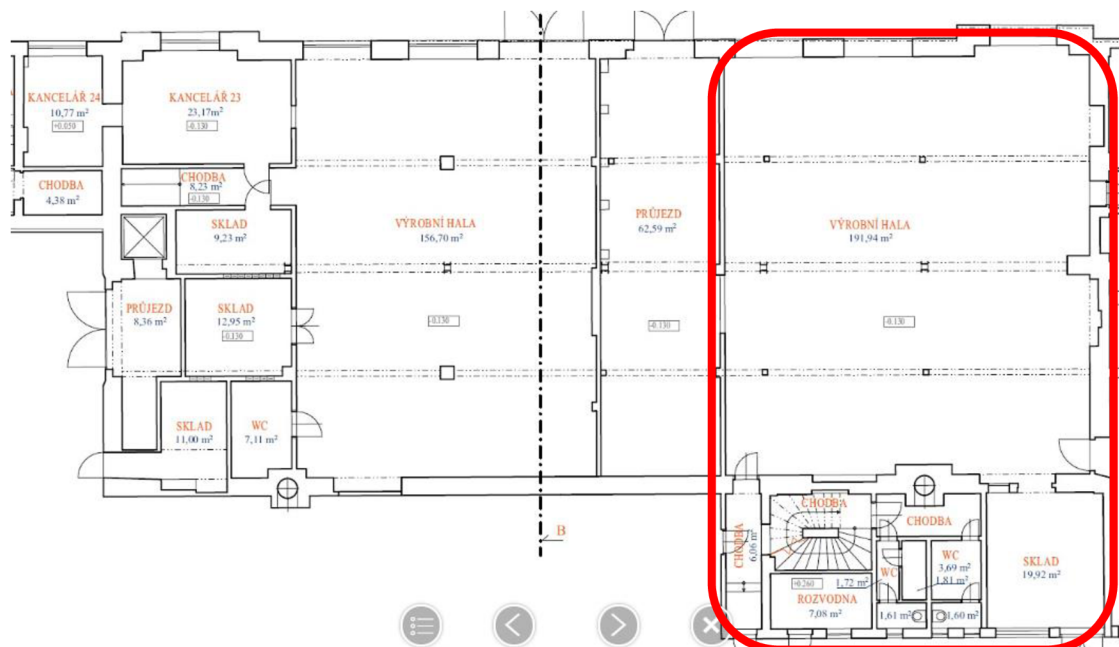 KANCELÁŘ 24
10,77 m²
+0.050
KANCELÁŘ 23
23,17m²
-0.130
CHODBA
4,38 m²
CHODBA
8,23 m²
-0.130
SKLAD
9,23 m²
VÝROBNÍ HALA
156,70 m²
PRŮJEZD
62,59 m²
VÝROBNÍ HALA
191,94 m²
PRŮJEZD
8,36 m²
SKLAD
12,95 m²
-0.130
-0.130
-0.130
-0.130
SKLAD
11,00 m²
WC
7,11 m²
B
CHODBA
6,06 m²
CHODBA
CHODBA
WC
1,72 m²
WC
3,69 m²
1,81 m²
SKLAD
19,92 m²
+0.260
ROZVODNA
7,08 m²
1,61 m²
1,60 m²